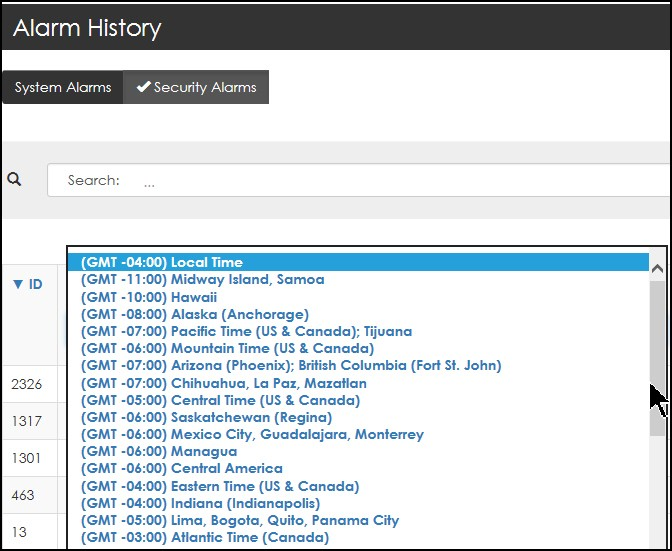 Alarm History
System Alarms ✔ Security Alarms
Search: ...
▼ ID
(GMT -04:00) Local Time
(GMT -11:00) Midway Island, Samoa
(GMT -10:00) Hawaii
(GMT -08:00) Alaska (Anchorage)
(GMT -07:00) Pacific Time (US & Canada); Tijuana
(GMT -06:00) Mountain Time (US & Canada)
(GMT -07:00) Arizona (Phoenix); British Columbia (Fort St. John)
(GMT -07:00) Chihuahua, La Paz, Mazatlan
(GMT -05:00) Central Time (US & Canada)
(GMT -06:00) Saskatchewan (Regina)
(GMT -06:00) Mexico City, Guadalajara, Monterrey
(GMT -06:00) Managua
(GMT -06:00) Central America
(GMT -04:00) Eastern Time (US & Canada)
(GMT -04:00) Indiana (Indianapolis)
(GMT -05:00) Lima, Bogota, Quito, Panama City
(GMT -03:00) Atlantic Time (Canada)
2326
1317
1301
463
13